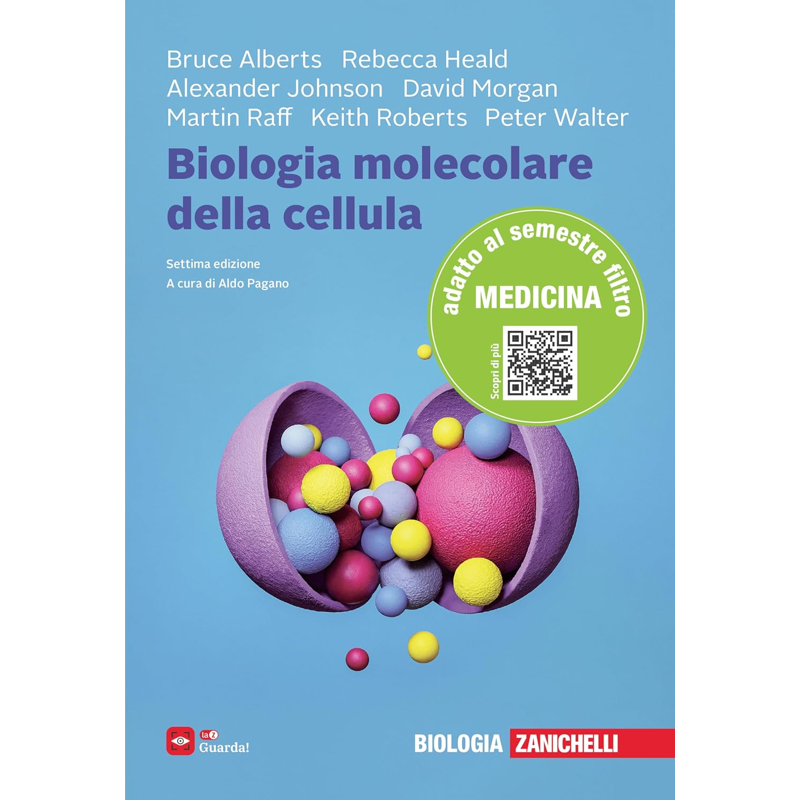 Bruce Alberts Rebecca Heald
Alexander Johnson David Morgan
Martin Raff Keith Roberts Peter Walter
Biologia molecolare
della cellula
Settima edizione
A cura di Aldo Pagano
adatto al semestre filtro
MEDICINA
Scopri di più
la Z
Guarda!
BIOLOGIA ZANICHELLI